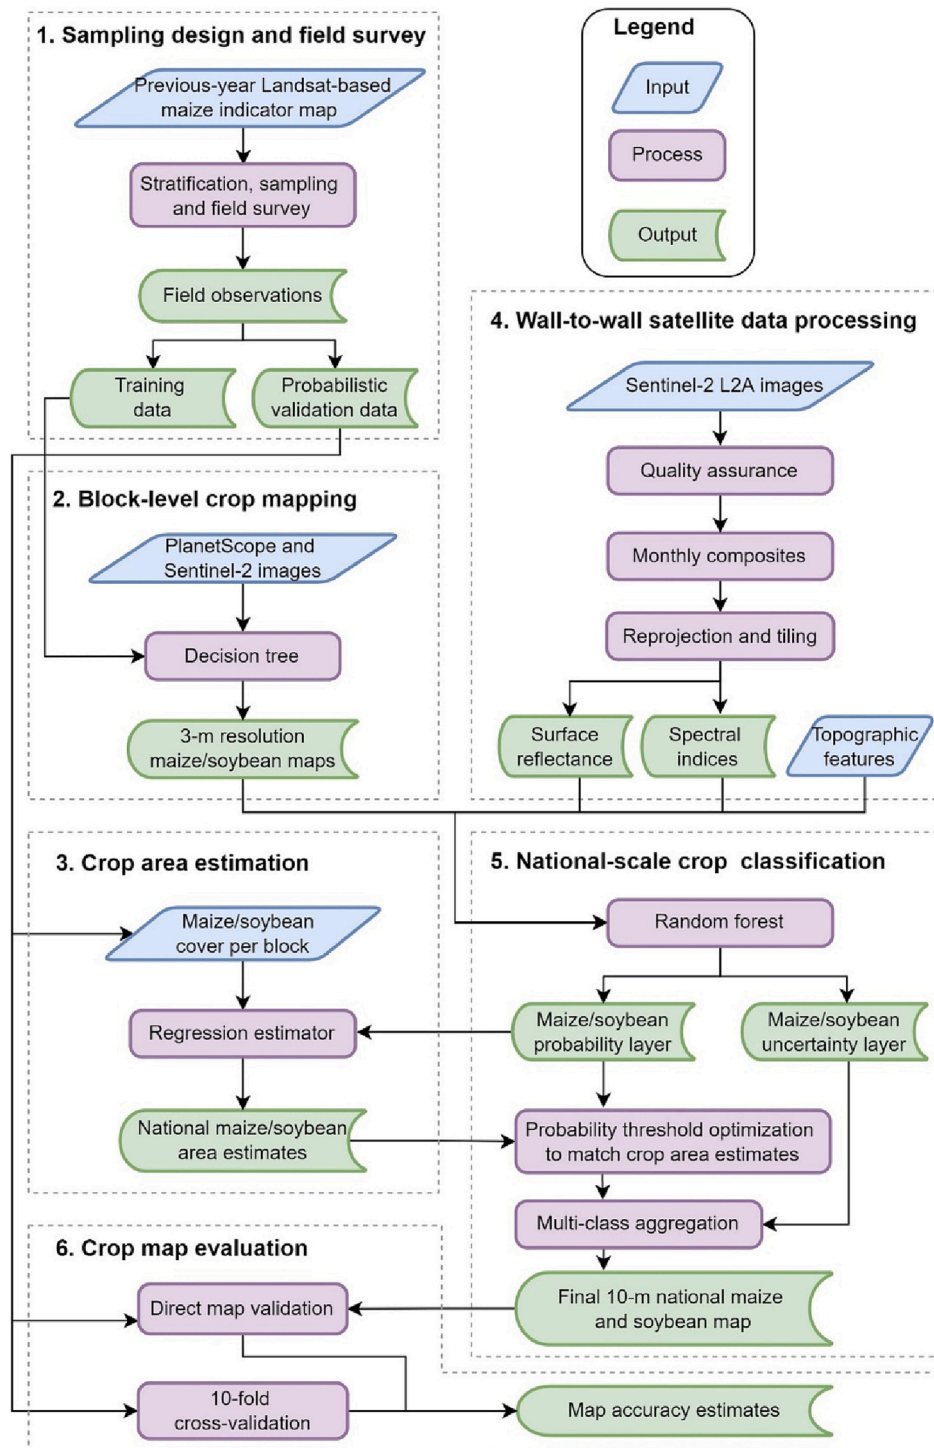 1. Sampling design and field survey
Previous-year Landsat-based
maize indicator map
Stratification, sampling
and field survey
Field observations
Training
data
Probabilistic
validation data
Legend
Input
Process
Output
2. Block-level crop mapping
PlanetScope and
Sentinel-2 images
Decision tree
3-m resolution
maize/soybean maps
4. Wall-to-wall satellite data processing
Sentinel-2 L2A images
Quality assurance
Monthly composites
Reprojection and tiling
Surface
reflectance
Spectral
indices
Topographic
features
3. Crop area estimation
Maize/soybean
cover per block
Regression estimator
National maize/soybean
area estimates
5. National-scale crop classification
Random forest
Maize/soybean
probability layer
Maize/soybean
uncertainty layer
Probability threshold optimization
to match crop area estimates
Multi-class aggregation
Final 10-m national maize
and soybean map
6. Crop map evaluation
Direct map validation
10-fold
cross-validation
Map accuracy estimates